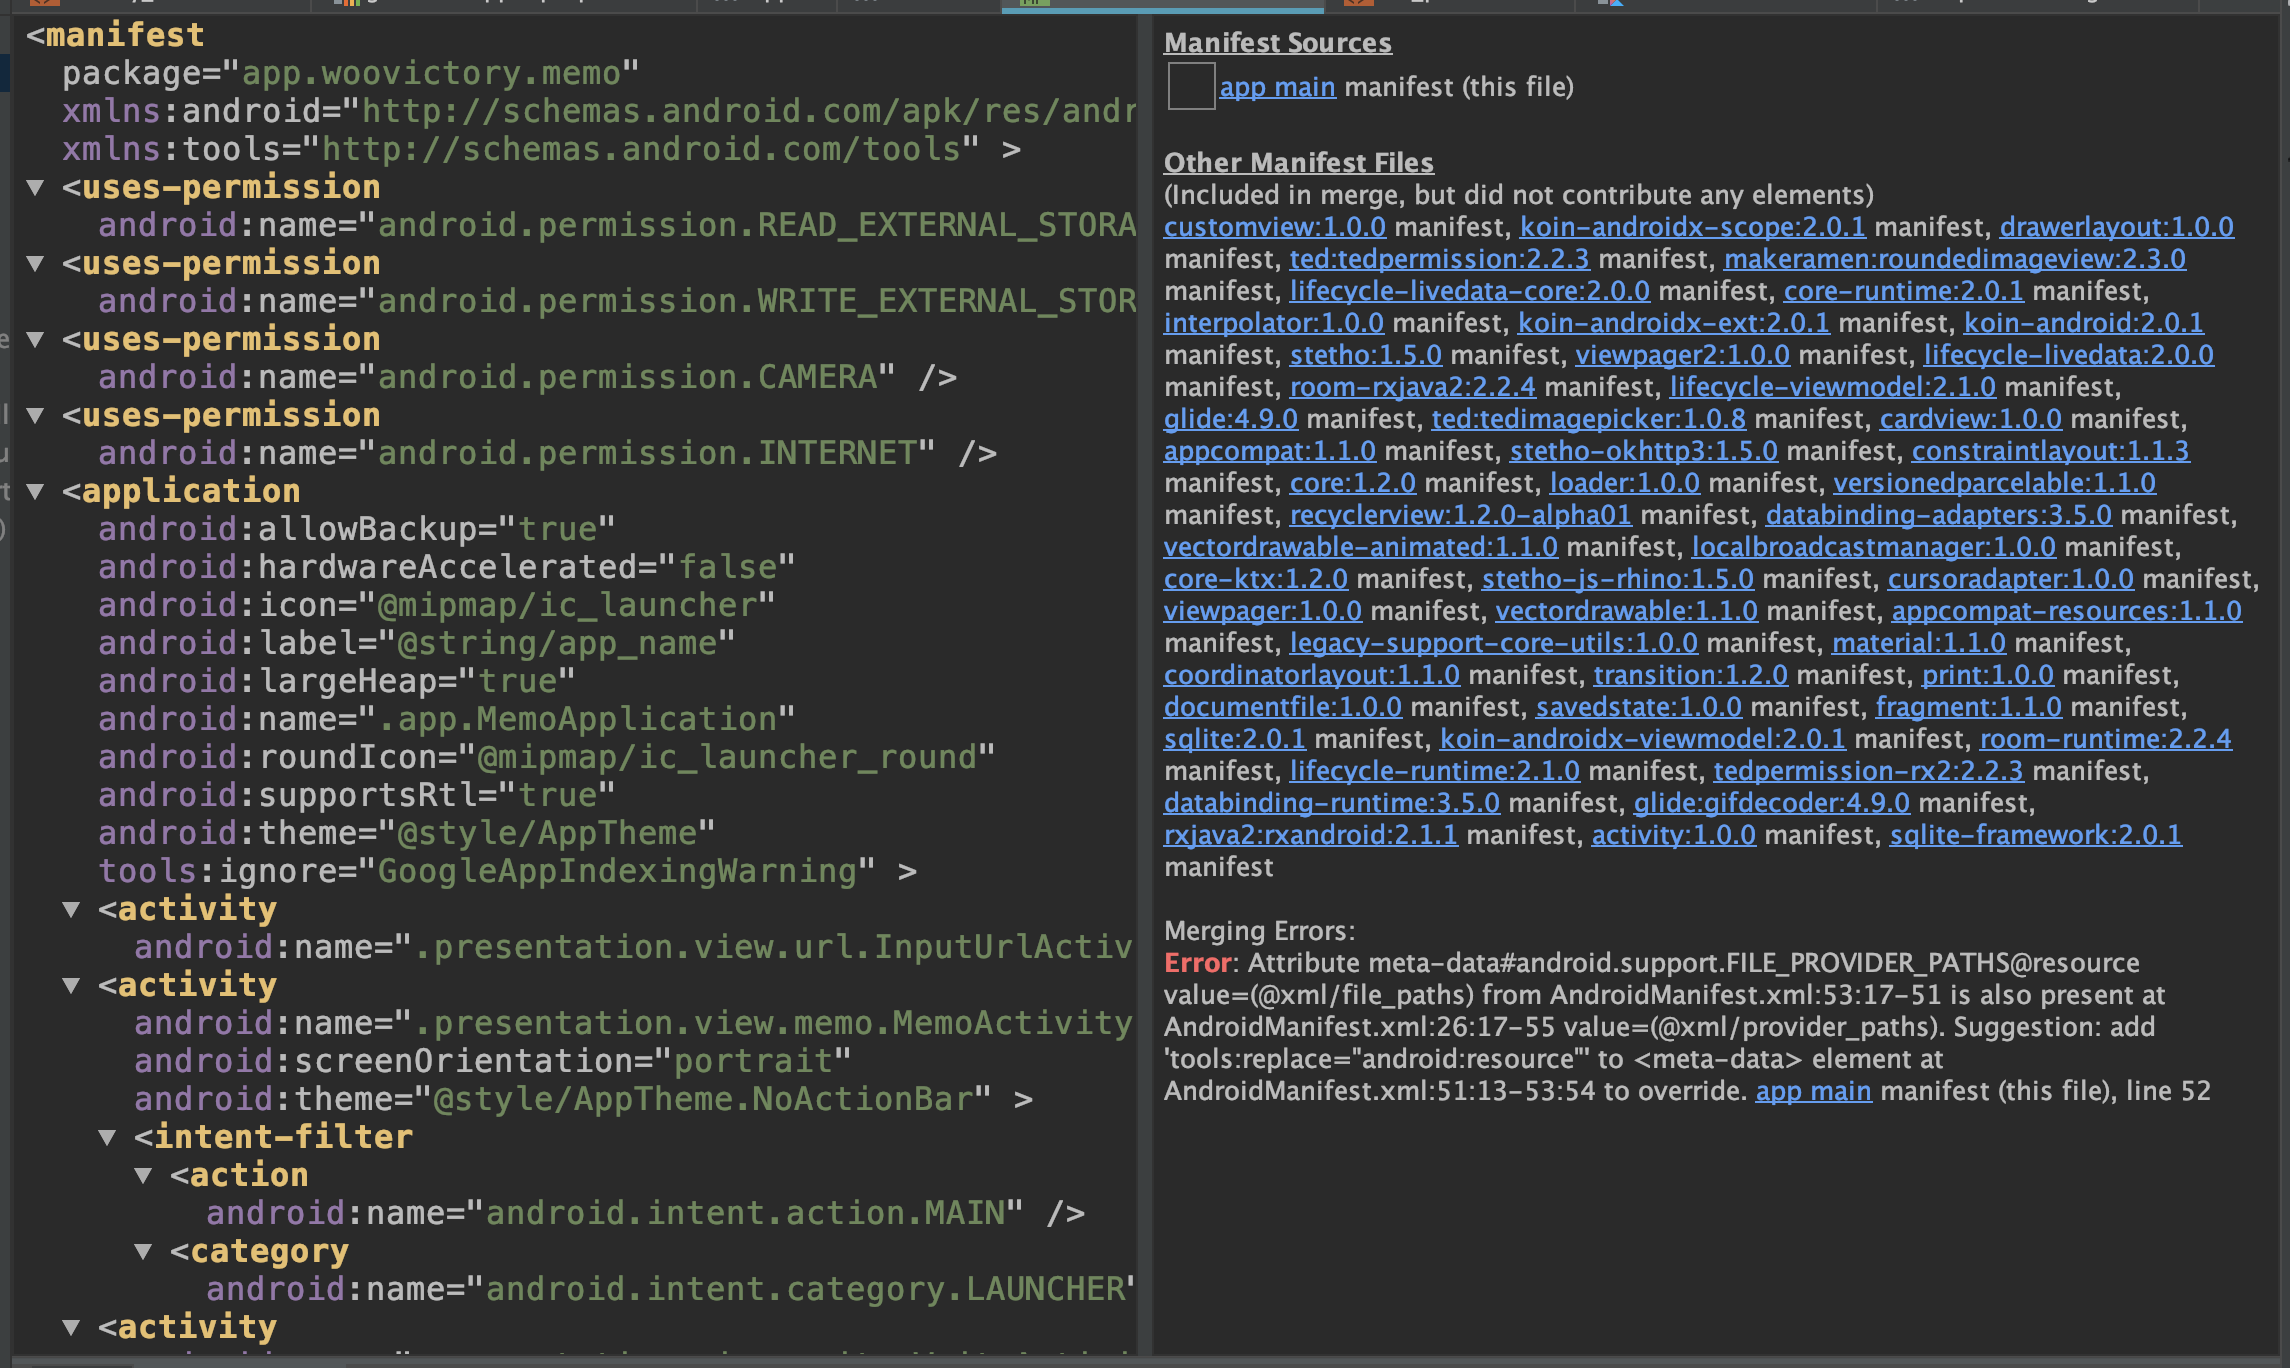 <manifest
package="app.woovictory.memo"
xmlns:android="http://schemas.android.com/apk/res/andr
xmlns:tools="http://schemas.android.com/tools" >
<uses-permission
android:name="android.permission.READ_EXTERNAL_STORA
<uses-permission
android:name="android.permission.WRITE_EXTERNAL_STOR
<uses-permission
android:name="android.permission.CAMERA" />
<uses-permission
android:name="android.permission.INTERNET" />
<application
android:allowBackup="true"
android:hardwareAccelerated="false"
android:icon="@mipmap/ic_launcher"
android:label="@string/app_name"
android:largeHeap="true"
android:name=".app.MemoApplication"
android:roundIcon="@mipmap/ic_launcher_round"
android:supportsRtl="true"
android:theme="@style/AppTheme"
tools:ignore="GoogleAppIndexingWarning" >
<activity
android:name=".presentation.view.url.InputUrlActiv
<activity
android:name=".presentation.view.memo.MemoActivity
android:screenOrientation="portrait"
android:theme="@style/AppTheme.NoActionBar" >
<intent-filter
<action
android:name="android.intent.action.MAIN" />
<category
android:name="android.intent.category.LAUNCHER"
<activity
Manifest Sources
app main manifest (this file)
Other Manifest Files
(Included in merge, but did not contribute any elements)
customview:1.0.0 manifest, koin-androidx-scope:2.0.1 manifest, drawerlayout:1.0.0
manifest, ted:tedpermission:2.2.3 manifest, makeramen:roundedimageview:2.3.0
manifest, lifecycle-livedata-core:2.0.0 manifest, core-runtime:2.0.1 manifest,
interpolator:1.0.0 manifest, koin-androidx-ext:2.0.1 manifest, koin-android:2.0.1
manifest, stetho:1.5.0 manifest, viewpager2:1.0.0 manifest, lifecycle-livedata:2.0.0
manifest, room-rxjava2:2.2.4 manifest, lifecycle-viewmodel:2.1.0 manifest,
glide:4.9.0 manifest, ted:tedimagepicker:1.0.8 manifest, cardview:1.0.0 manifest,
appcompat:1.1.0 manifest, stetho-okhttp3:1.5.0 manifest, constraintlayout:1.1.3
manifest, core:1.2.0 manifest, loader:1.0.0 manifest, versionedparcelable:1.1.0
manifest, recyclerview:1.2.0-alpha01 manifest, databinding-adapters:3.5.0 manifest,
vectordrawable-animated:1.1.0 manifest, localbroadcastmanager:1.0.0 manifest,
core-ktx:1.2.0 manifest, stetho-js-rhino:1.5.0 manifest, cursoradapter:1.0.0 manifest,
viewpager:1.0.0 manifest, vectordrawable:1.1.0 manifest, appcompat-resources:1.1.0
manifest, legacy-support-core-utils:1.0.0 manifest, material:1.1.0 manifest,
coordinatorlayout:1.1.0 manifest, transition:1.2.0 manifest, print:1.0.0 manifest,
documentfile:1.0.0 manifest, savedstate:1.0.0 manifest, fragment:1.1.0 manifest,
sqlite:2.0.1 manifest, koin-androidx-viewmodel:2.0.1 manifest, room-runtime:2.2.4
manifest, lifecycle-runtime:2.1.0 manifest, tedpermission-rx2:2.2.3 manifest,
databinding-runtime:3.5.0 manifest, glide:gifdecoder:4.9.0 manifest,
rxjava2:rxandroid:2.1.1 manifest, activity:1.0.0 manifest, sqlite-framework:2.0.1
manifest
Merging Errors:
Error: Attribute meta-data#android.support.FILE_PROVIDER_PATHS@resource
value=(@xml/file_paths) from AndroidManifest.xml:53:17-51 is also present at
AndroidManifest.xml:26:17-55 value=(@xml/provider_paths). Suggestion: add
'tools:replace="android:resource"' to <meta-data> element at
AndroidManifest.xml:51:13-53:54 to override. app main manifest (this file), line 52